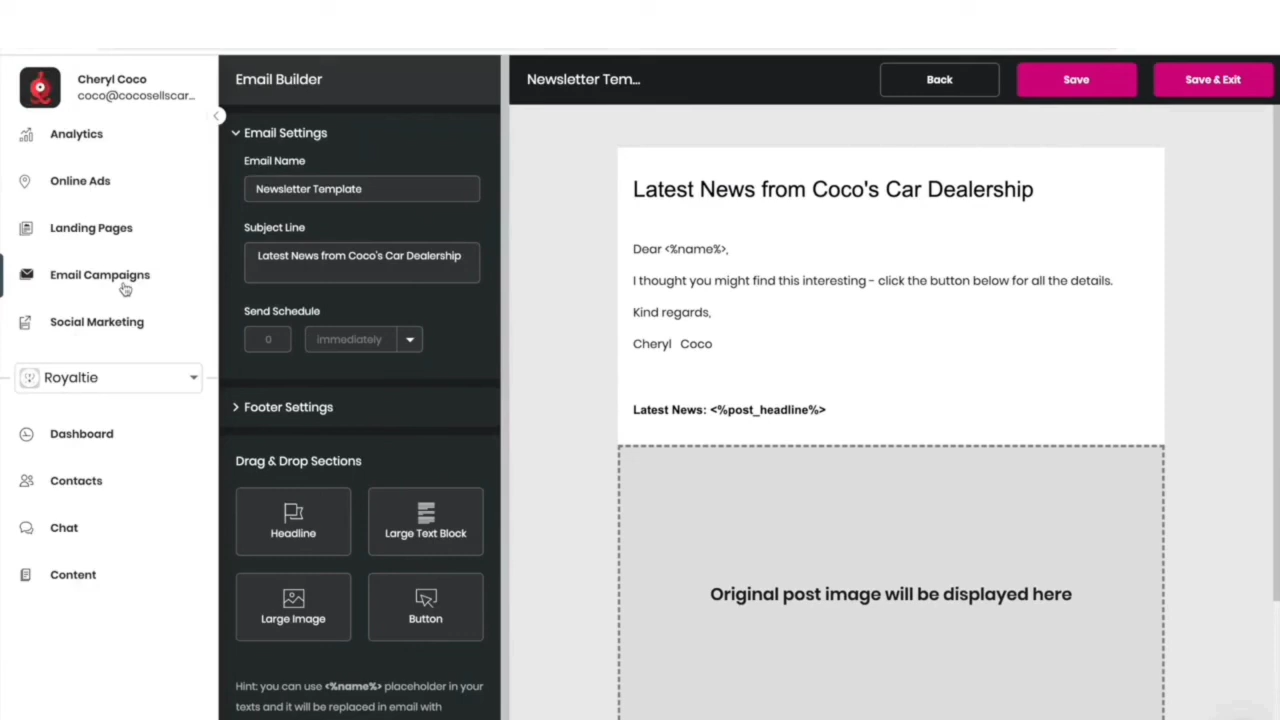 Cheryl Coco
coco@cocosellscar...
Analytics
Online Ads
Landing Pages
Email Campaigns
Social Marketing
Royaltie
Dashboard
Contacts
Chat
Content
Email Builder
Email Settings
Email Name
Newsletter Template
Subject Line
Latest News from Coco's Car Dealership
Send Schedule
0 immediately
Footer Settings
Drag & Drop Sections
Headline
Large Text Block
Large Image
Button
Hint: you can use <%name%> placeholder in your
texts and it will be replaced in email with
Newsletter Tem...
Back
Save
Save & Exit
Latest News from Coco's Car Dealership
Dear <%name%>,
I thought you might find this interesting - click the button below for all the details.
Kind regards,
Cheryl Coco
Latest News: <%post_headline%>
Original post image will be displayed here